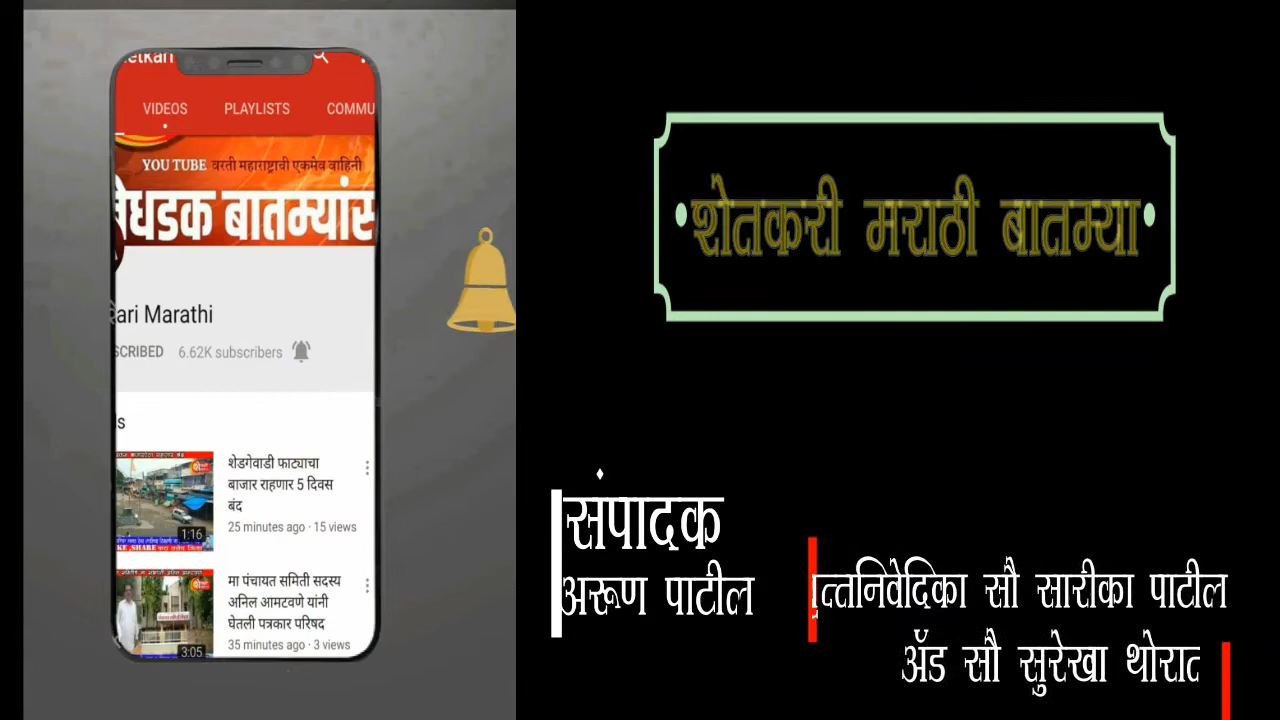 VIDEOS PLAYLISTS COMMU
YOU TUBE वरती महाराष्ट्राची एकमेव वाहिनी
बातम्यांस
ari Marathi
SCRIBED 6.62K subscribers
शेडगेवाडी फाट्याचा
बाजार राहणार 5 दिवस
बंद
25 minutes ago · 15 views
1:16
मा पंचायत समिती सदस्य
अनिल आमटवणे यांनी
घेतली पत्रकार परिषद
35 minutes ago · 3 views
3:05
शेतकरी मराठी बातम्या
संपादक
अरूण पाटील
सौ सारीका पाटील
ॲड सौ सुरेखा थोरात